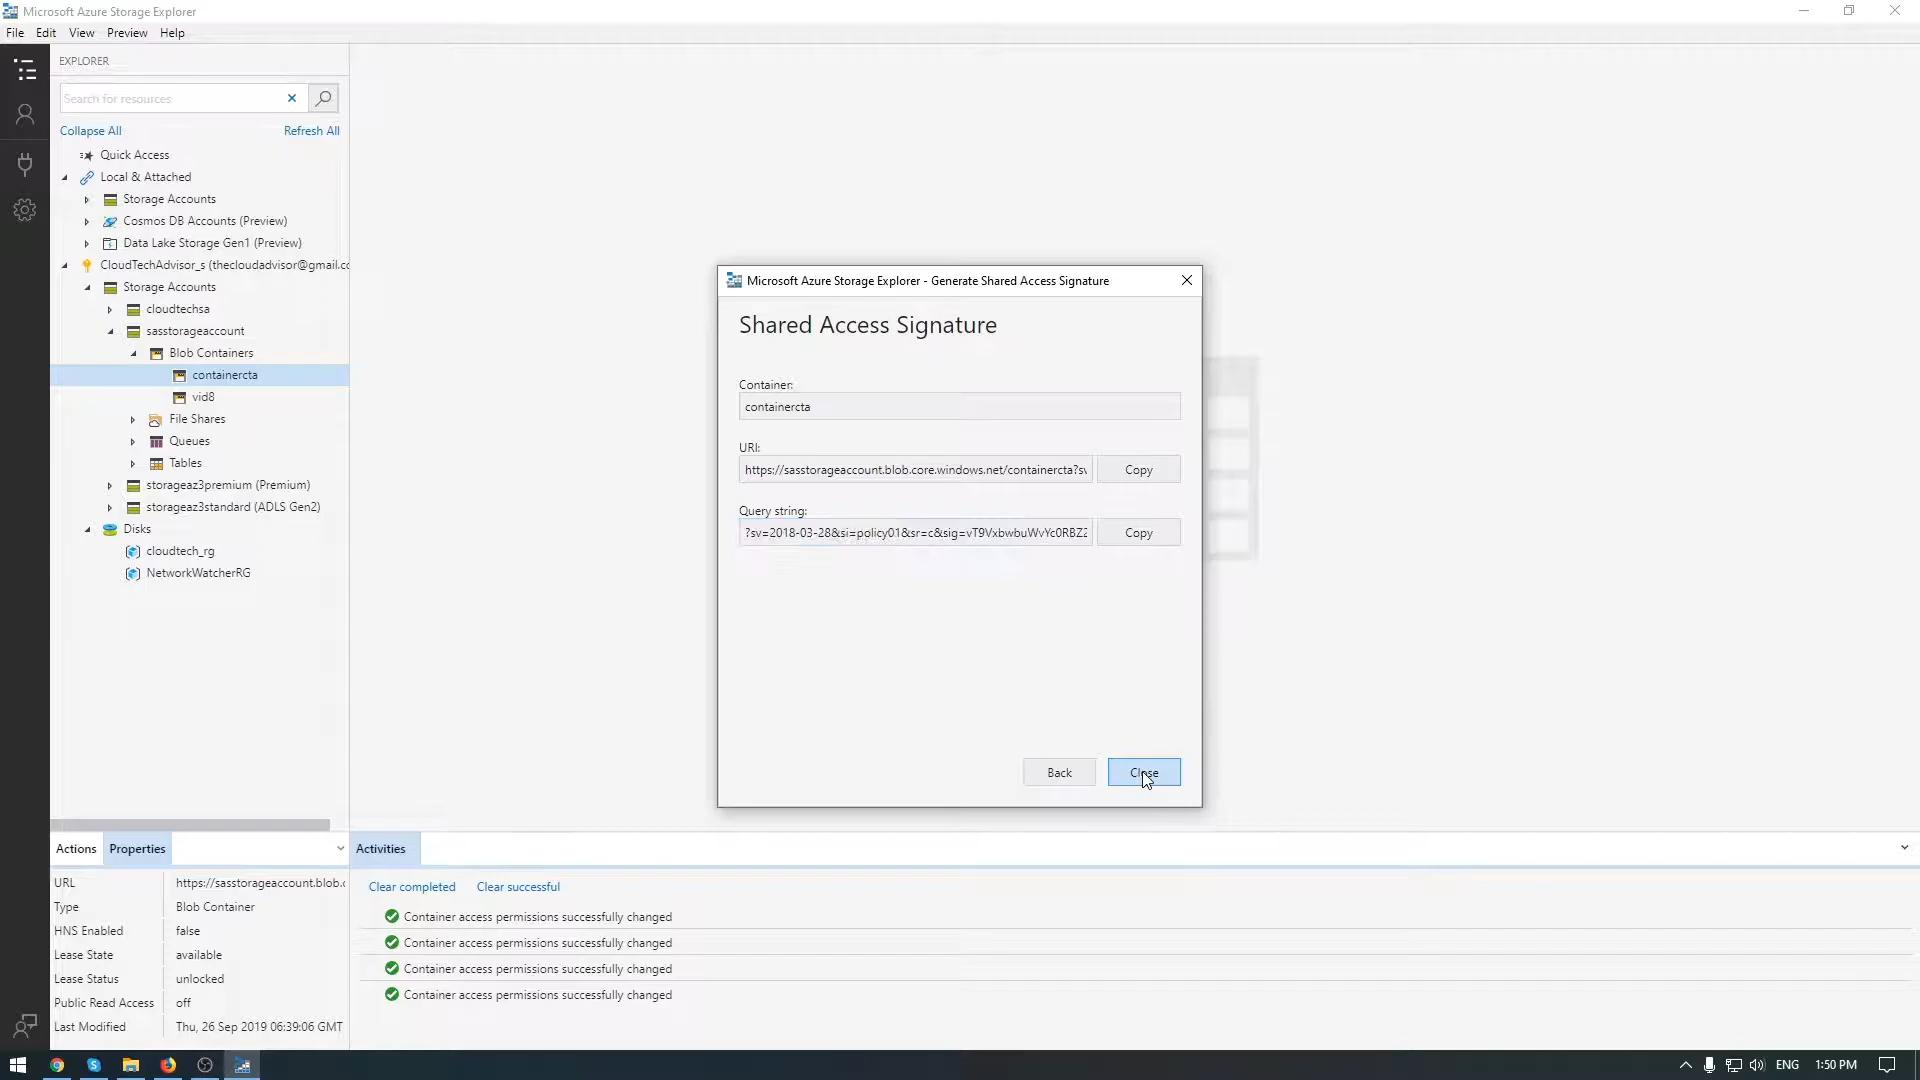 Microsoft Azure Storage Explorer
File Edit View Preview Help
EXPLORER
Search for resources
Collapse All Refresh All
Quick Access
Local & Attached
Storage Accounts
Cosmos DB Accounts (Preview)
Data Lake Storage Gen1 (Preview)
CloudTechAdvisor_s (thecloudadvisor@gmail.co
Storage Accounts
cloudtechsa
sasstorageaccount
Blob Containers
containercta
vid8
File Shares
Queues
Tables
storageaz3premium (Premium)
storageaz3standard (ADLS Gen2)
Disks
cloudtech_rg
NetworkWatcherRG
Microsoft Azure Storage Explorer - Generate Shared Access Signature
Shared Access Signature
Container:
containercta
URI:
https://sasstorageaccount.blob.core.windows.net/containercta?sv Copy
Query string:
?sv=2018-03-28&si=policy01&sr=c&sig=vT9VxbwbuWvYc0RBZ2 Copy
Back Close
Actions Properties Activities
URL https://sasstorageaccount.blob.c
Type Blob Container
HNS Enabled false
Lease State available
Lease Status unlocked
Public Read Access off
Last Modified Thu, 26 Sep 2019 06:39:06 GMT
Clear completed Clear successful
Container access permissions successfully changed
Container access permissions successfully changed
Container access permissions successfully changed
Container access permissions successfully changed
ENG 1:50 PM